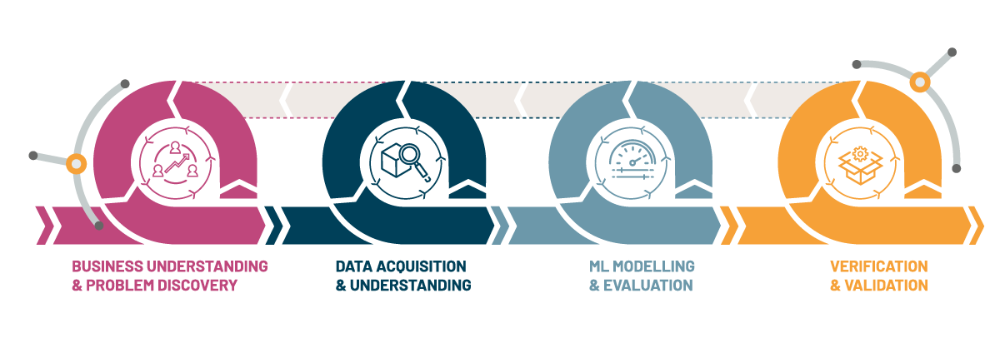 BUSINESS UNDERSTANDING
& PROBLEM DISCOVERY
DATA ACQUISITION
& UNDERSTANDING
ML MODELLING
& EVALUATION
VERIFICATION
& VALIDATION